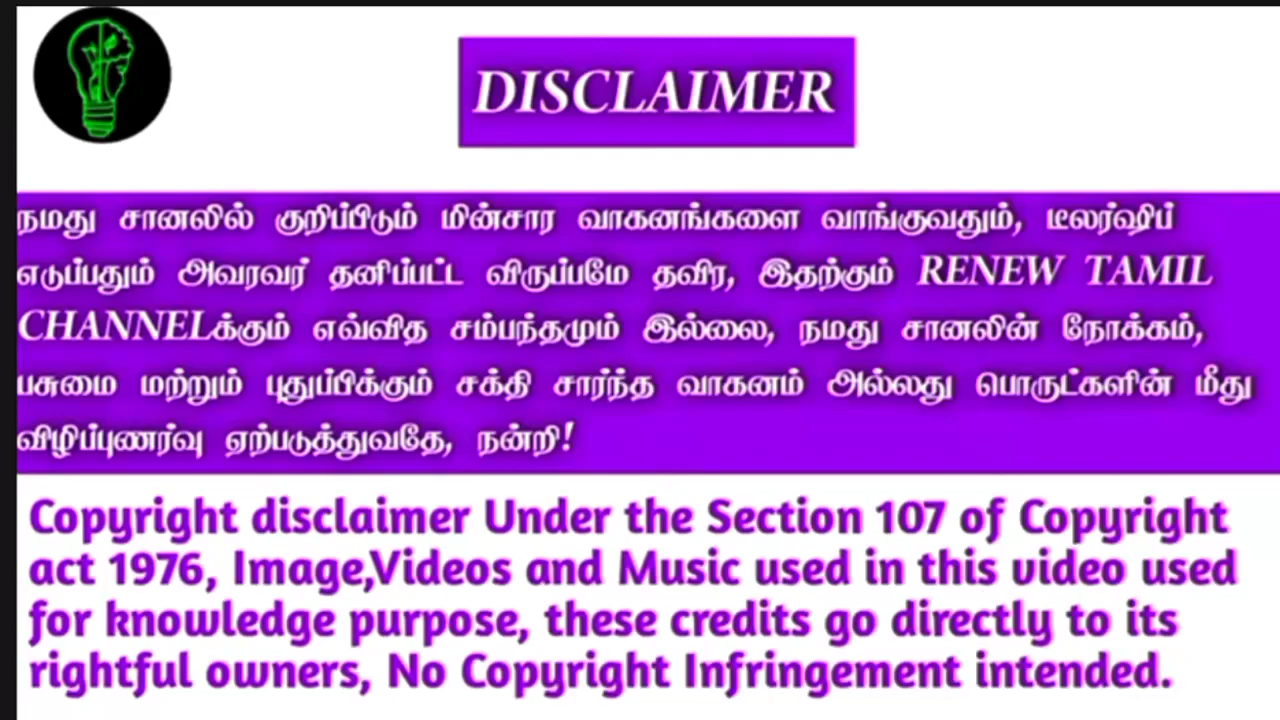 DISCLAIMER
நமது சானலில் குறிப்பிடும் மின்சார வாகனங்களை வாங்குவதும், டீலர்ஷிப்
எடுப்பதும் அவரவர் தனிப்பட்ட விருப்பமே தவிர, இதற்கும் RENEW TAMIL
CHANNELக்கும் எவ்வித சம்பந்தமும் இல்லை, நமது சானலின் நோக்கம்,
பசுமை மற்றும் புதுப்பிக்கும் சக்தி சார்ந்த வாகனம் அல்லது பொருட்களின் மீது
விழிப்புணர்வு ஏற்படுத்துவதே, நன்றி!
Copyright disclaimer Under the Section 107 of Copyright
act 1976, Image,Videos and Music used in this video used
for knowledge purpose, these credits go directly to its
rightful owners, No Copyright Infringement intended.